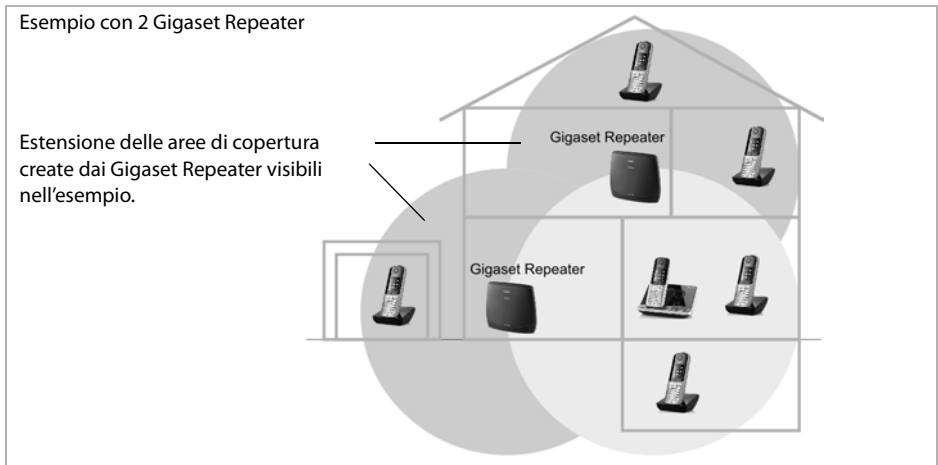 Esempio con 2 Gigaset Repeater
Estensione delle aree di copertura
create dai Gigaset Repeater visibili
nell'esempio.
Gigaset Repeater
Gigaset Repeater